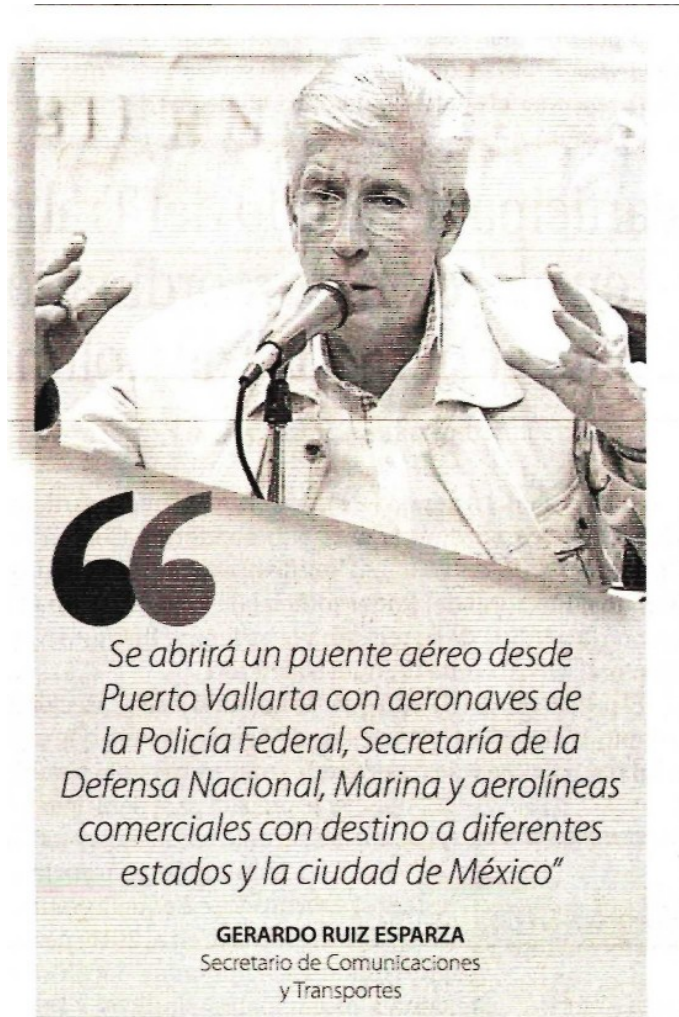 “
Se abrirá un puente aéreo desde
Puerto Vallarta con aeronaves de
la Policía Federal, Secretaría de la
Defensa Nacional, Marina y aerolíneas
comerciales con destino a diferentes
estados y la ciudad de México”
GERARDO RUIZ ESPARZA
Secretario de Comunicaciones
y Transportes